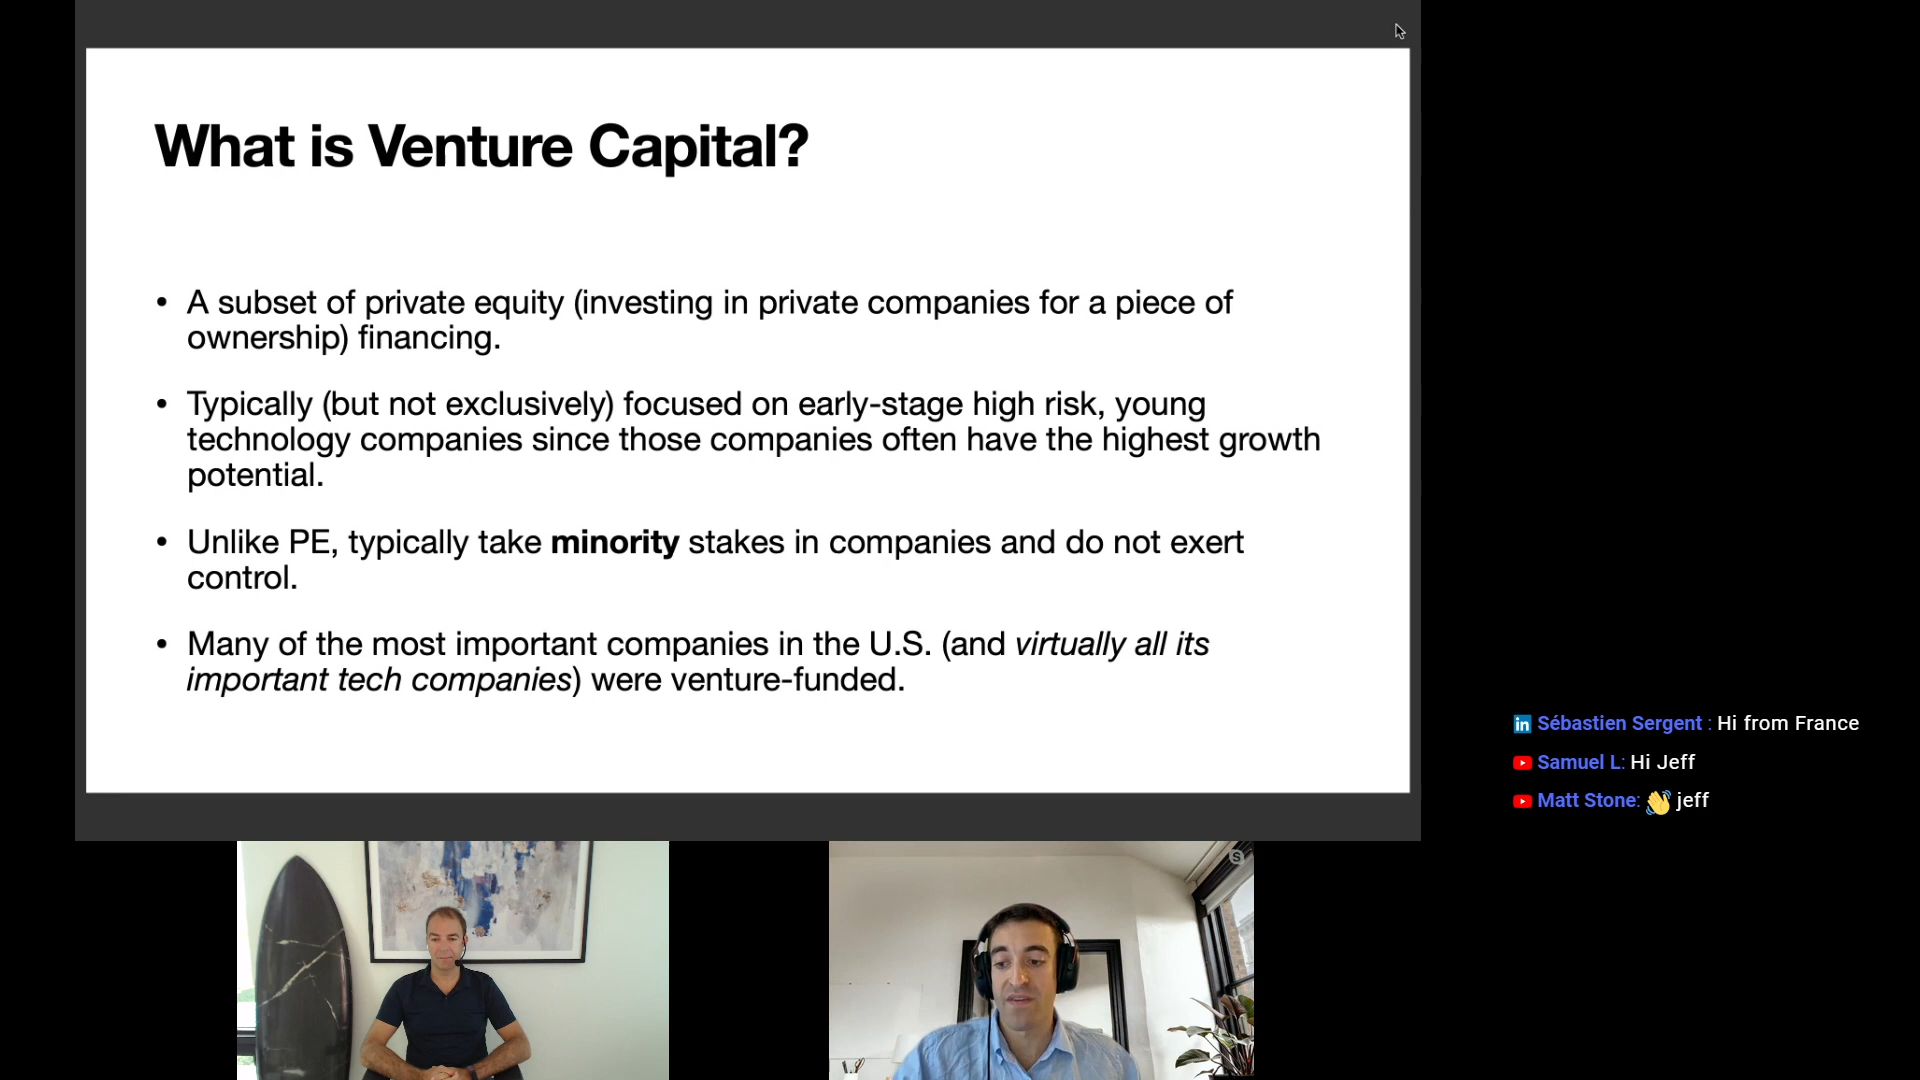 What is Venture Capital?
• A subset of private equity (investing in private companies for a piece of
ownership) financing.
• Typically (but not exclusively) focused on early-stage high risk, young
technology companies since those companies often have the highest growth
potential.
• Unlike PE, typically take minority stakes in companies and do not exert
control.
• Many of the most important companies in the U.S. (and virtually all its
important tech companies) were venture-funded.
in Sébastien Sergent : Hi from France
Samuel L: Hi Jeff
Matt Stone: 👋 jeff
S